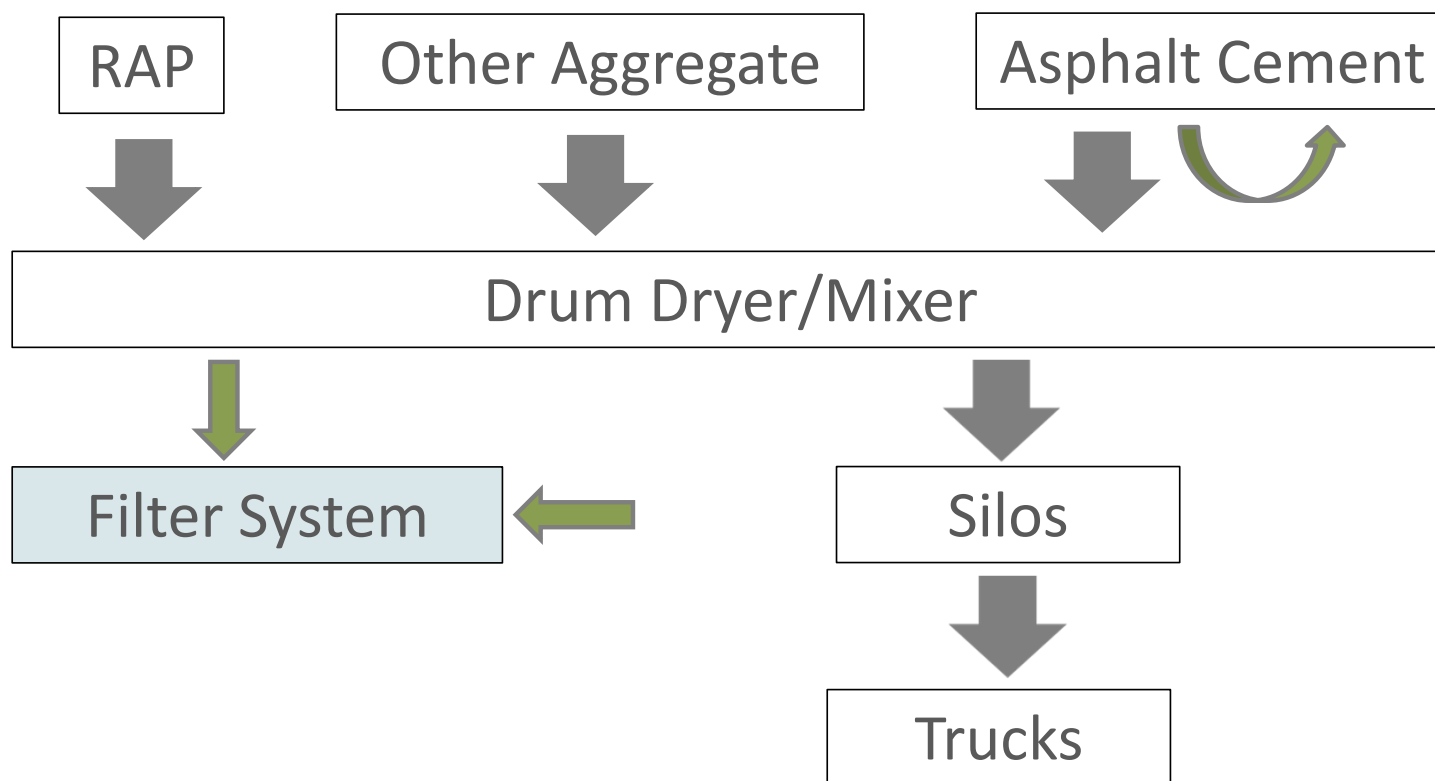 RAP
Other Aggregate
Asphalt Cement
Drum Dryer/Mixer
Filter System
Silos
Trucks